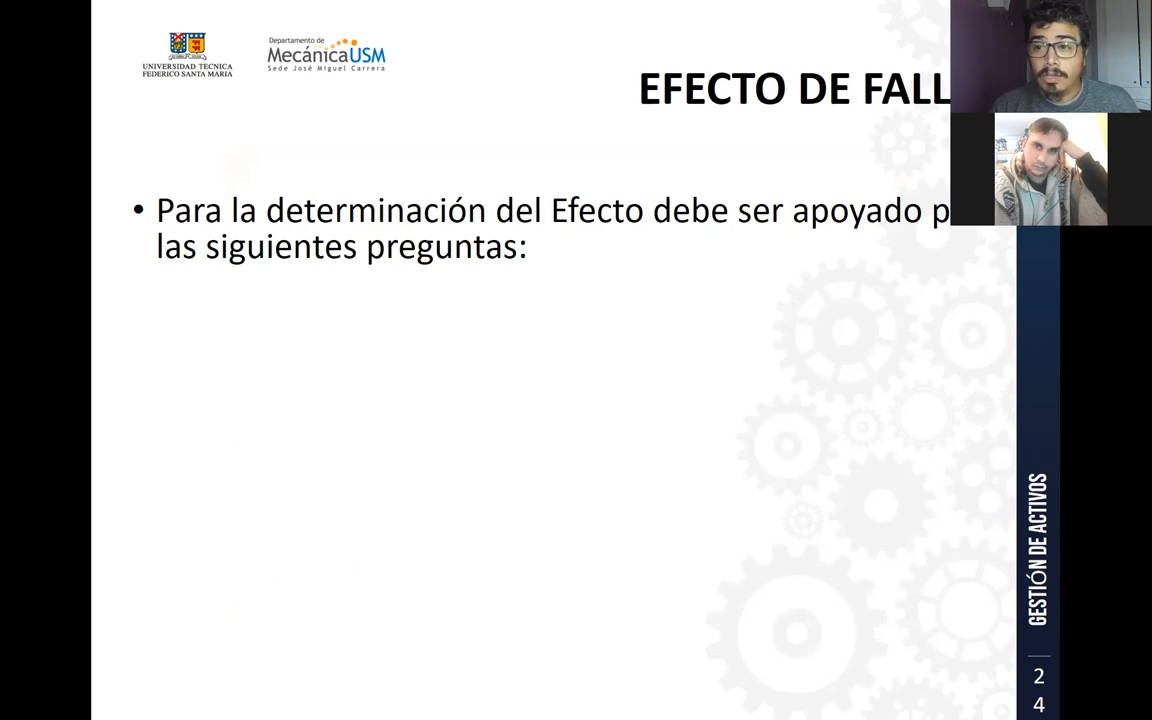 UNIVERSIDAD TECNICA
FEDERICO SANTA MARIA
Departamento de
MecánicaUSM
Sede José Miguel Carrera
EFECTO DE FALL
• Para la determinación del Efecto debe ser apoyado p
las siguientes preguntas:
GESTIÓN DE ACTIVOS
2
4